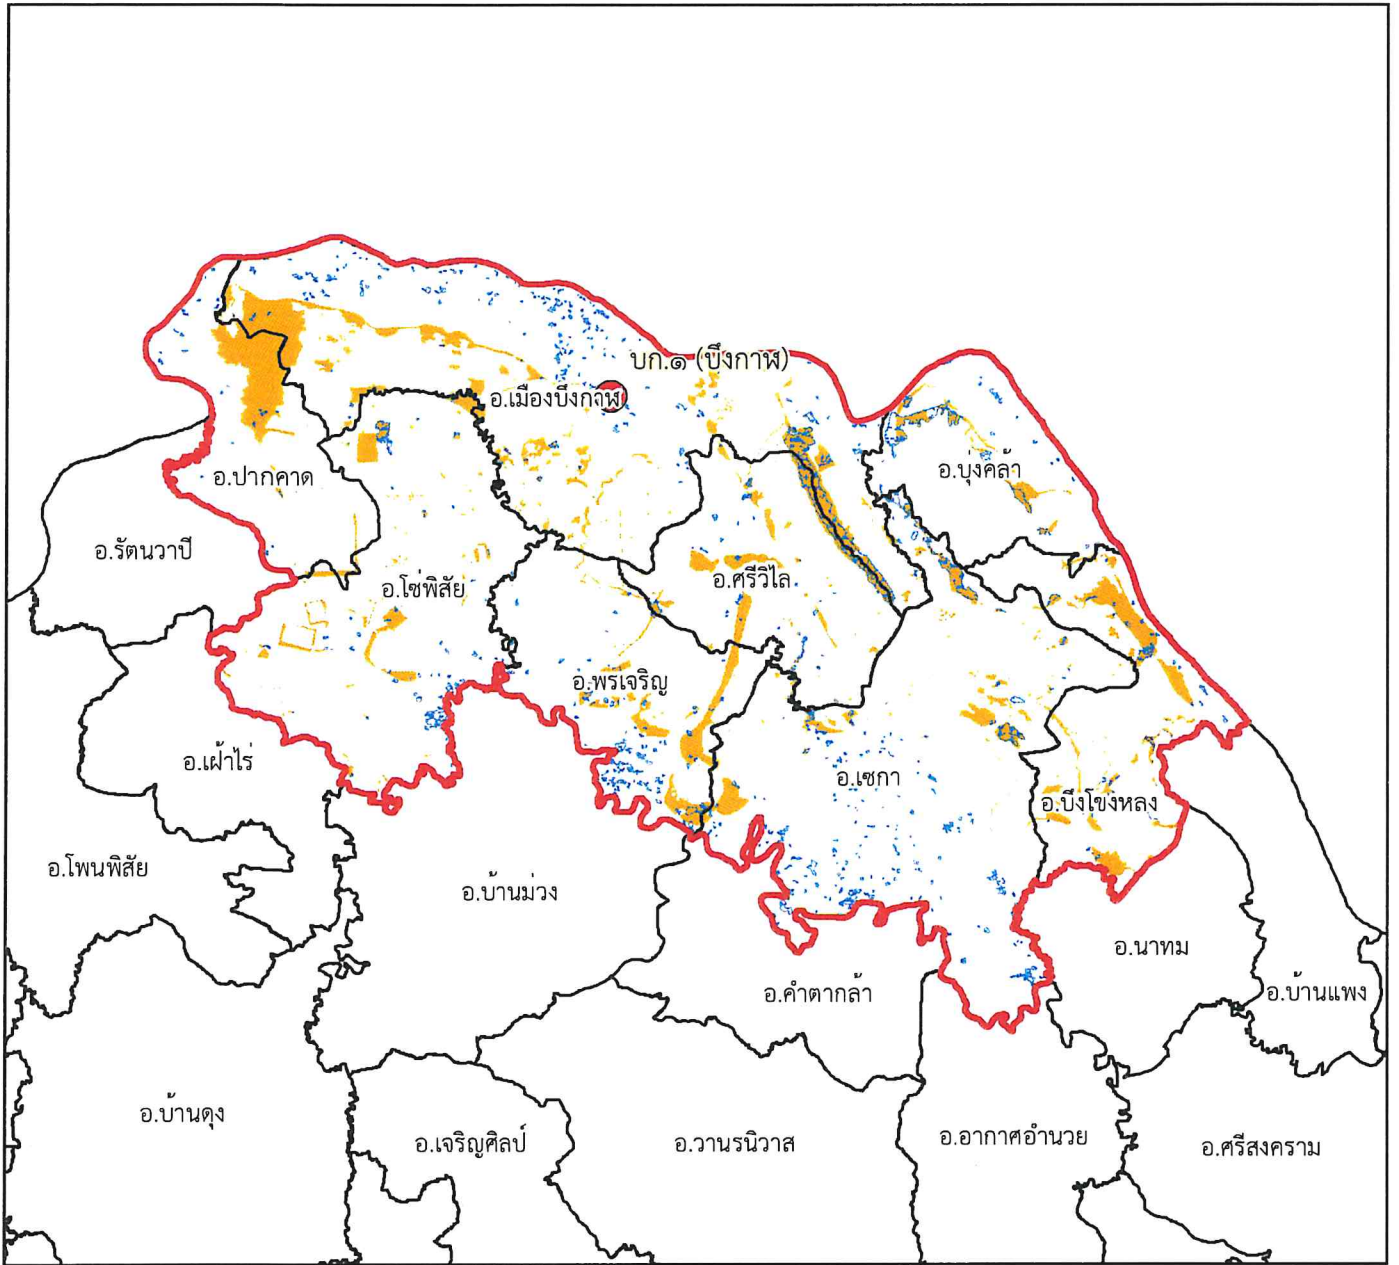 บก.๑ (บึงกาฬ)
อ.เมืองบึงกาฬ
อ.บุ่งคล้า
อ.ปากคาด
อ.รัตนวาปี
อ.ศรีวิไล
อ.โซ่พิสัย
อ.พรเจริญ
อ.เฝ้าไร่
อ.เซกา
อ.บึงโขงหลง
อ.โพนพิสัย
อ.บ้านม่วง
อ.นาทม
อ.คำตากล้า
อ.บ้านแพง
อ.บ้านดุง
อ.เจริญศิลป์
อ.วานรนิวาส
อ.อากาศอำนวย
อ.ศรีสงคราม